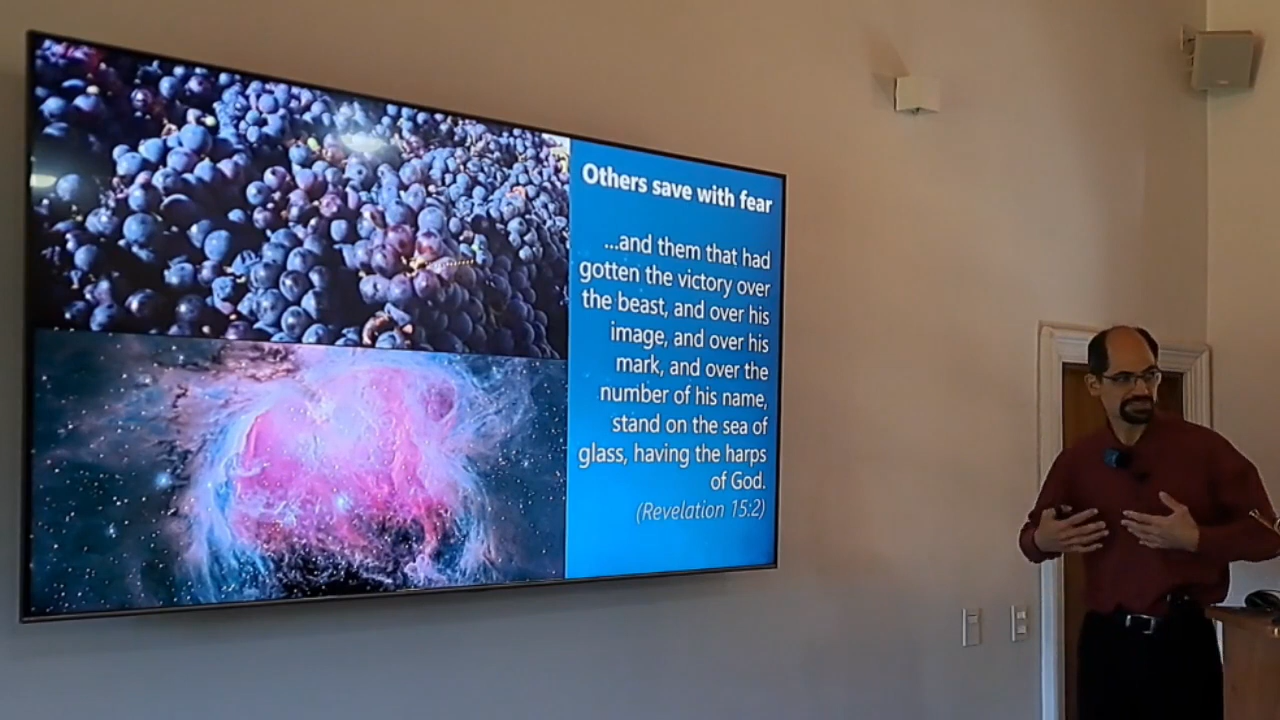 Others save with fear
...and them that had
gotten the victory over
the beast, and over his
image, and over his
mark, and over the
number of his name,
stand on the sea of
glass, having the harps
of God.
(Revelation 15:2)